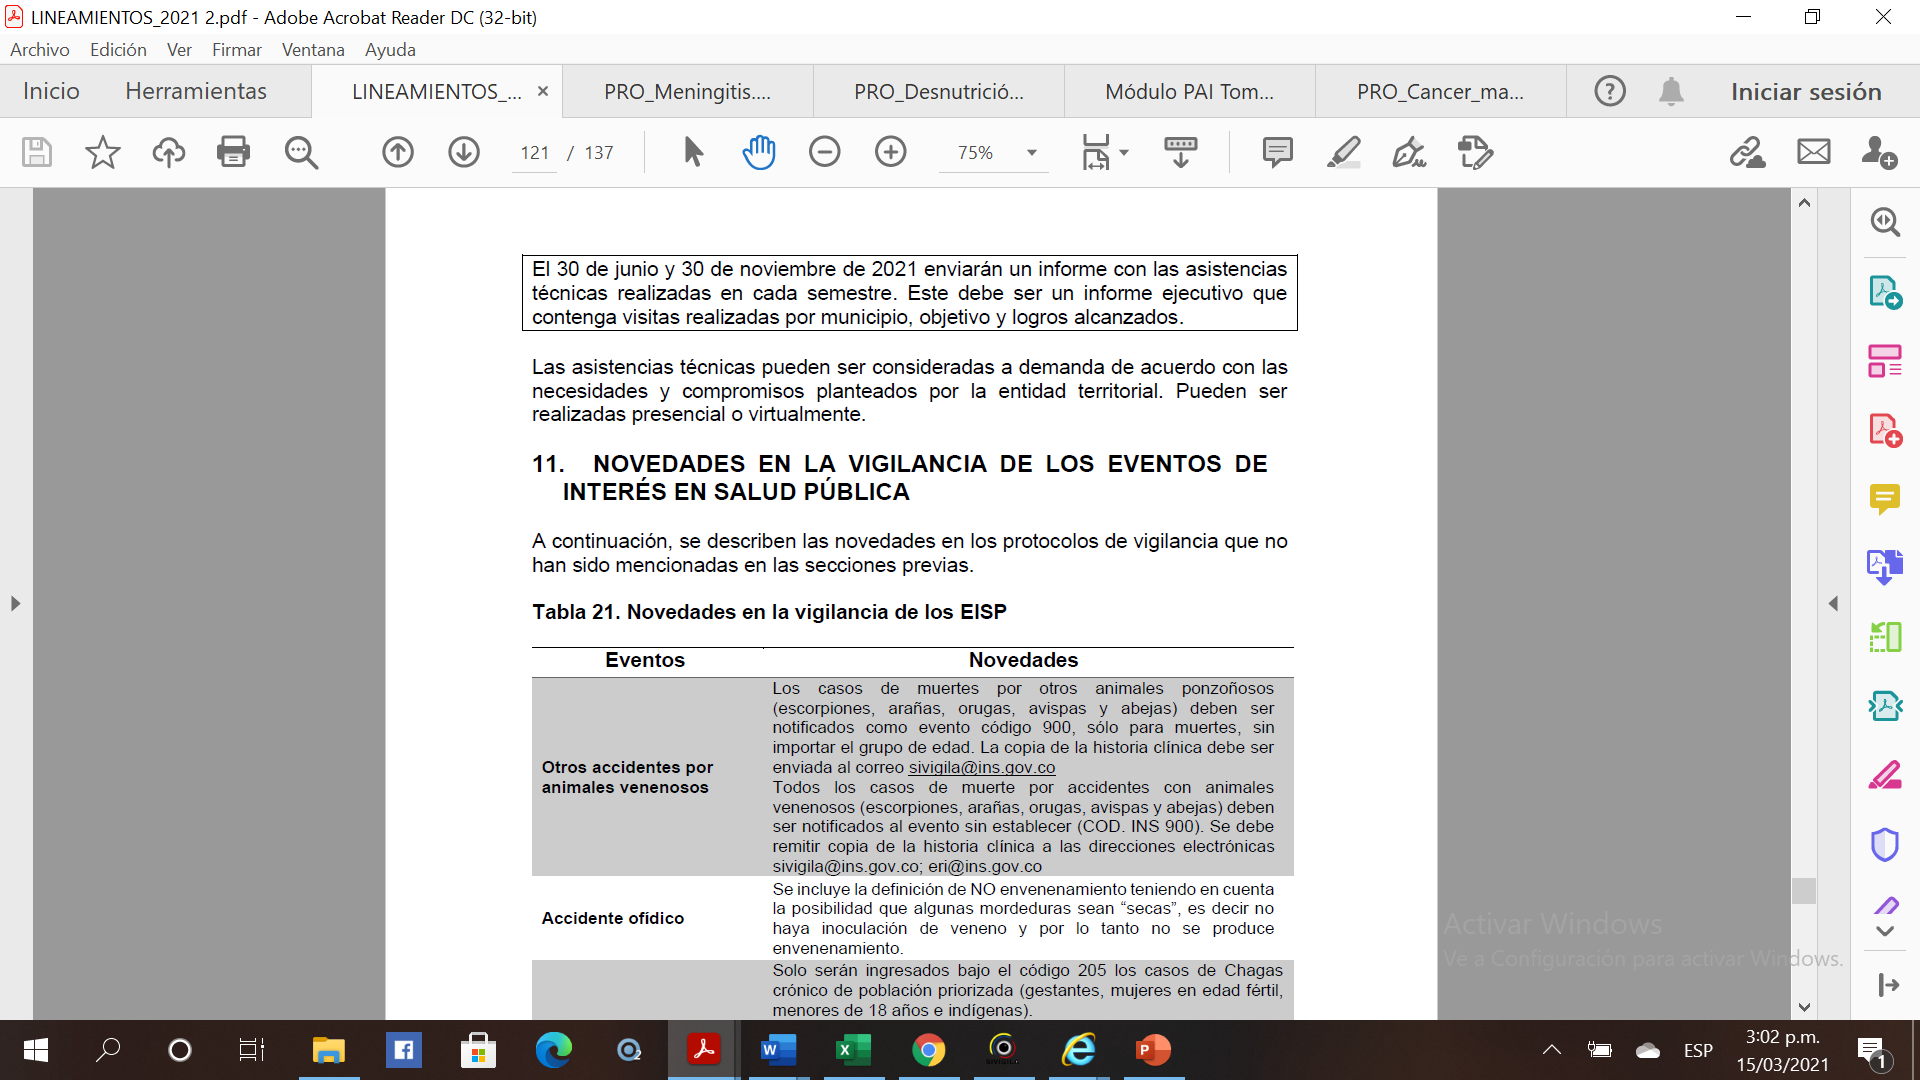 LINEAMIENTOS_2021 2.pdf - Adobe Acrobat Reader DC (32-bit)
Archivo Edición Ver Firmar Ventana Ayuda
Inicio Herramientas LINEAMIENTOS_... PRO_Meningitis.... PRO_Desnutrició... Módulo PAI Tom... PRO_Cancer_ma... Iniciar sesión
121 / 137 75%
El 30 de junio y 30 de noviembre de 2021 enviarán un informe con las asistencias
técnicas realizadas en cada semestre. Este debe ser un informe ejecutivo que
contenga visitas realizadas por municipio, objetivo y logros alcanzados.
Las asistencias técnicas pueden ser consideradas a demanda de acuerdo con las
necesidades y compromisos planteados por la entidad territorial. Pueden ser
realizadas presencial o virtualmente.
11. NOVEDADES EN LA VIGILANCIA DE LOS EVENTOS DE
INTERÉS EN SALUD PÚBLICA
A continuación, se describen las novedades en los protocolos de vigilancia que no
han sido mencionadas en las secciones previas.
Tabla 21. Novedades en la vigilancia de los EISP
Eventos Novedades
Otros accidentes por
animales venenosos
Los casos de muertes por otros animales ponzoñosos
(escorpiones, arañas, orugas, avispas y abejas) deben ser
notificados como evento código 900, sólo para muertes, sin
importar el grupo de edad. La copia de la historia clínica debe ser
enviada al correo sivigila@ins.gov.co
Todos los casos de muerte por accidentes con animales
venenosos (escorpiones, arañas, orugas, avispas y abejas) deben
ser notificados al evento sin establecer (COD. INS 900). Se debe
remitir copia de la historia clínica a las direcciones electrónicas
sivigila@ins.gov.co; eri@ins.gov.co
Accidente ofídico
Se incluye la definición de NO envenenamiento teniendo en cuenta
la posibilidad que algunas mordeduras sean “secas”, es decir no
haya inoculación de veneno y por lo tanto no se produce
envenenamiento.
Solo serán ingresados bajo el código 205 los casos de Chagas
crónico de población priorizada (gestantes, mujeres en edad fértil,
menores de 18 años e indígenas).
Activar Windows
Ve a Configuración para activar Windows.
ESP
3:02 p.m.
15/03/2021
1